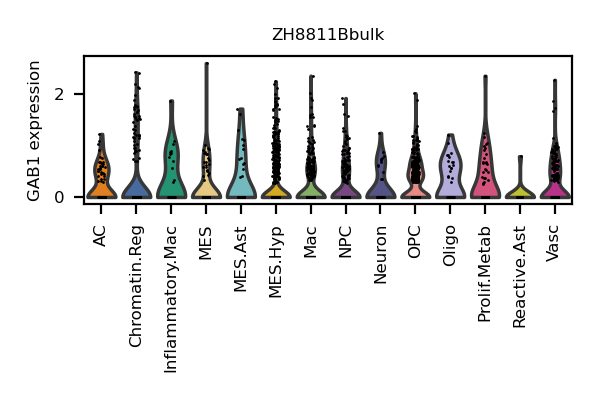 ZH8811Bbulk
GAB1 expression
2
0
AC
Chromatin.Reg
Inflammatory.Mac
MES
MES.Ast
MES.Hyp
Mac
NPC
Neuron
OPC
Oligo
Prolif.Metab
Reactive.Ast
Vasc